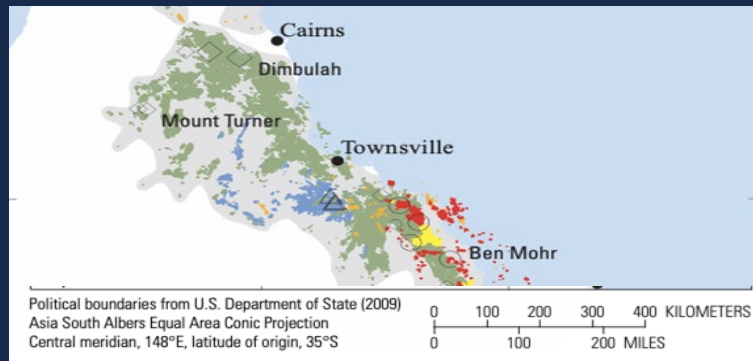 Cairns
Dimbulah
Mount Turner
Townsville
Ben Mohr
Political boundaries from U.S. Department of State (2009)
Asia South Albers Equal Area Conic Projection
Central meridian, 148°E, latitude of origin, 35°S
0 100 200 300 400 KILOMETERS
0 100 200 MILES